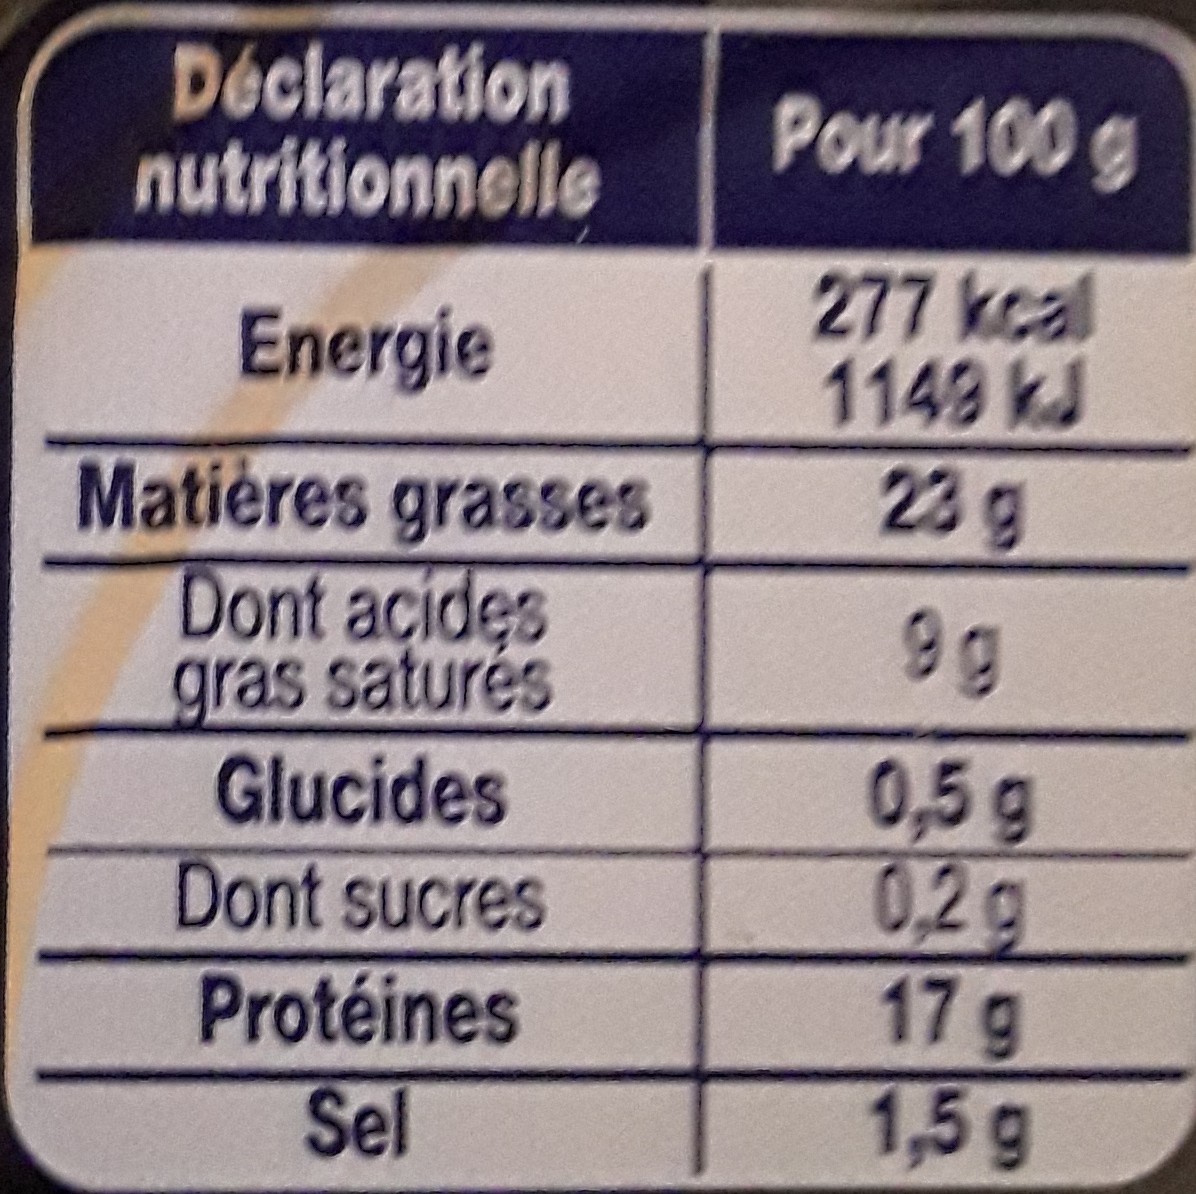 Déclaration
nutritionnelle
Pour 100 g
Energie
277 kcal
1149 kJ
Matières grasses
23 g
Dont acides
gras saturés
9 g
Glucides
0,5 g
Dont sucres
0,2 g
Protéines
17 g
Sel
1,5 g